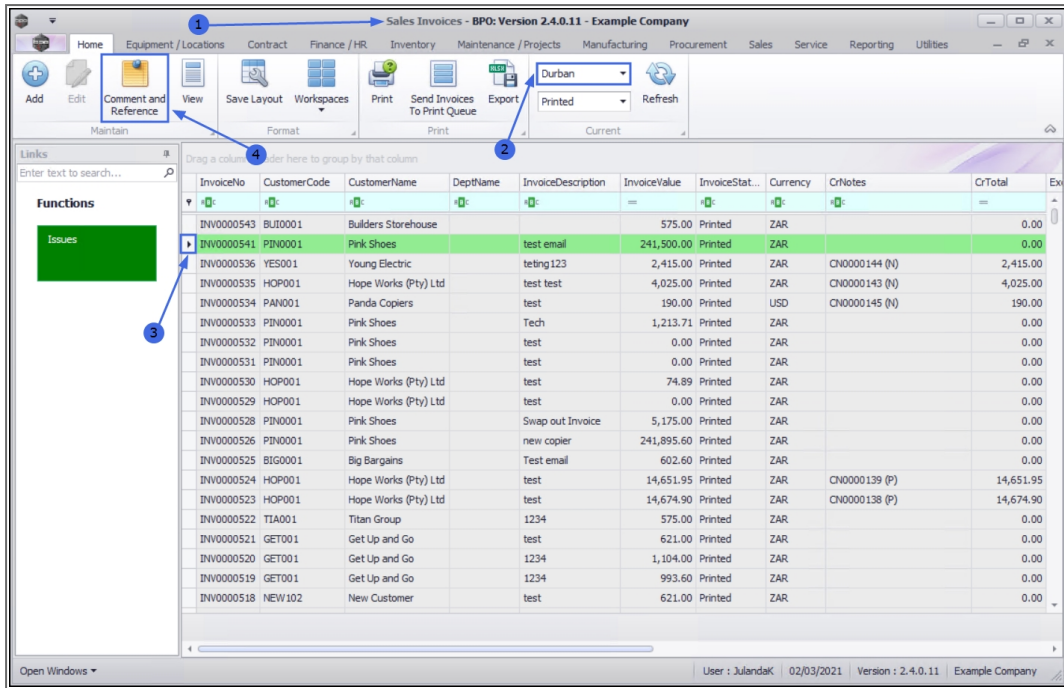 1
Sales Invoices - BPO: Version 2.4.0.11 - Example Company
Home Equipment / Locations Contract Finance / HR Inventory Maintenance / Projects Manufacturing Procurement Sales Service Reporting Utilities
Add Edit Comment and Reference View Save Layout Workspaces Print Send Invoices To Print Queue Export Durban Printed Refresh
Maintain Format Print Current
4 2
Links
Enter text to search...
Functions
Issues
3
Drag a column header here to group by that column
InvoiceNo CustomerCode CustomerName DeptName InvoiceDescription InvoiceValue InvoiceStat... Currency CrNotes CrTotal
INV0000543 BUI0001 Builders Storehouse 575.00 Printed ZAR 0.00
INV0000541 PIN0001 Pink Shoes test email 241,500.00 Printed ZAR 0.00
INV0000536 YES001 Young Electric teting123 2,415.00 Printed ZAR CN0000144 (N) 2,415.00
INV0000535 HOP001 Hope Works (Pty) Ltd test test 4,025.00 Printed ZAR CN0000143 (N) 4,025.00
INV0000534 PAN001 Panda Copiers test 190.00 Printed USD CN0000145 (N) 190.00
INV0000533 PIN0001 Pink Shoes Tech 1,213.71 Printed ZAR 0.00
INV0000532 PIN0001 Pink Shoes test 0.00 Printed ZAR 0.00
INV0000531 PIN0001 Pink Shoes test 0.00 Printed ZAR 0.00
INV0000530 HOP001 Hope Works (Pty) Ltd test 74.89 Printed ZAR 0.00
INV0000529 HOP001 Hope Works (Pty) Ltd test 0.00 Printed ZAR 0.00
INV0000528 PIN0001 Pink Shoes Swap out Invoice 5,175.00 Printed ZAR 0.00
INV0000526 PIN0001 Pink Shoes new copier 241,895.60 Printed ZAR 0.00
INV0000525 BIG0001 Big Bargains Test email 602.60 Printed ZAR 0.00
INV0000524 HOP001 Hope Works (Pty) Ltd test 14,651.95 Printed ZAR CN0000139 (P) 14,651.95
INV0000523 HOP001 Hope Works (Pty) Ltd test 14,674.90 Printed ZAR CN0000138 (P) 14,674.90
INV0000522 TIA001 Titan Group 1234 575.00 Printed ZAR 0.00
INV0000521 GET001 Get Up and Go test 621.00 Printed ZAR 0.00
INV0000520 GET001 Get Up and Go 1234 1,104.00 Printed ZAR 0.00
INV0000519 GET001 Get Up and Go 1234 993.60 Printed ZAR 0.00
INV0000518 NEW102 New Customer test 621.00 Printed ZAR 0.00
Open Windows User : JulandaK 02/03/2021 Version : 2.4.0.11 Example Company